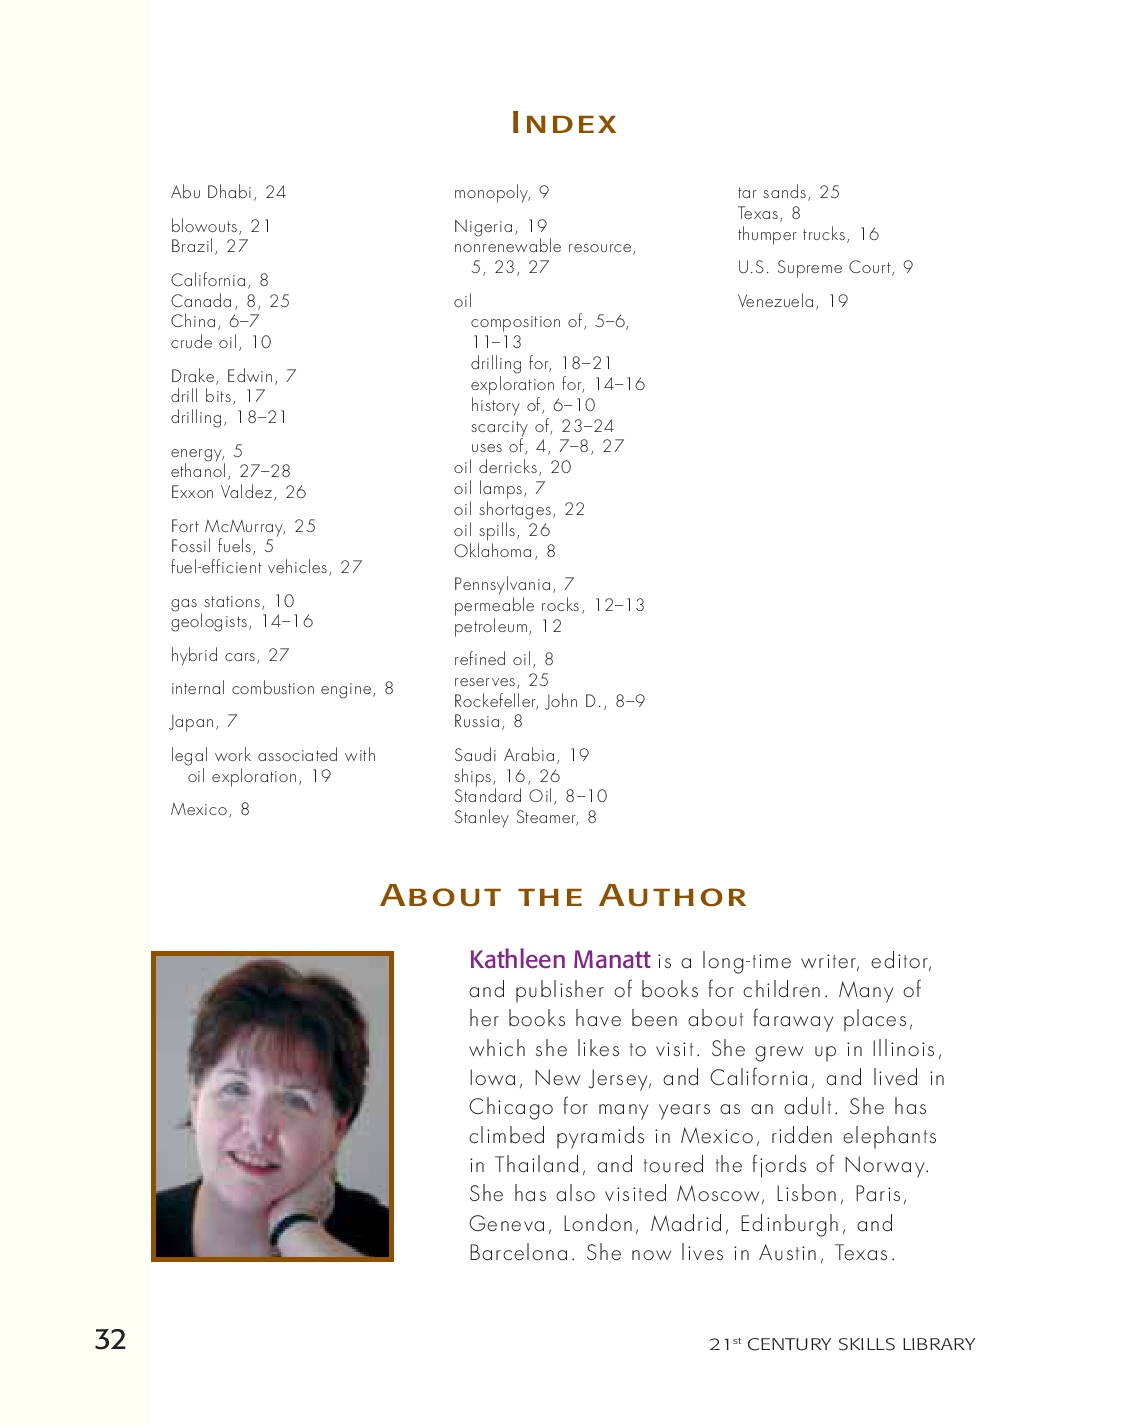 INDEX
Abu Dhabi, 24
blowouts, 21
Brazil, 27
California, 8
Canada, 8, 25
China, 6–7
crude oil, 10
Drake, Edwin, 7
drill bits, 17
drilling, 18–21
energy, 5
ethanol, 27–28
Exxon Valdez, 26
Fort McMurray, 25
Fossil fuels, 5
fuel-efficient vehicles, 27
gas stations, 10
geologists, 14–16
hybrid cars, 27
internal combustion engine, 8
Japan, 7
legal work associated with
oil exploration, 19
Mexico, 8
monopoly, 9
Nigeria, 19
nonrenewable resource,
5, 23, 27
oil
composition of, 5–6,
11–13
drilling for, 18–21
exploration for, 14–16
history of, 6–10
scarcity of, 23–24
uses of, 4, 7–8, 27
oil derricks, 20
oil lamps, 7
oil shortages, 22
oil spills, 26
Oklahoma, 8
Pennsylvania, 7
permeable rocks, 12–13
petroleum, 12
refined oil, 8
reserves, 25
Rockefeller, John D., 8–9
Russia, 8
Saudi Arabia, 19
ships, 16, 26
Standard Oil, 8–10
Stanley Steamer, 8
tar sands, 25
Texas, 8
thumper trucks, 16
U.S. Supreme Court, 9
Venezuela, 19
ABOUT THE AUTHOR
Kathleen Manatt is a long-time writer, editor,
and publisher of books for children. Many of
her books have been about faraway places,
which she likes to visit. She grew up in Illinois,
Iowa, New Jersey, and California, and lived in
Chicago for many years as an adult. She has
climbed pyramids in Mexico, ridden elephants
in Thailand, and toured the fjords of Norway.
She has also visited Moscow, Lisbon, Paris,
Geneva, London, Madrid, Edinburgh, and
Barcelona. She now lives in Austin, Texas.
32
21st CENTURY SKILLS LIBRARY